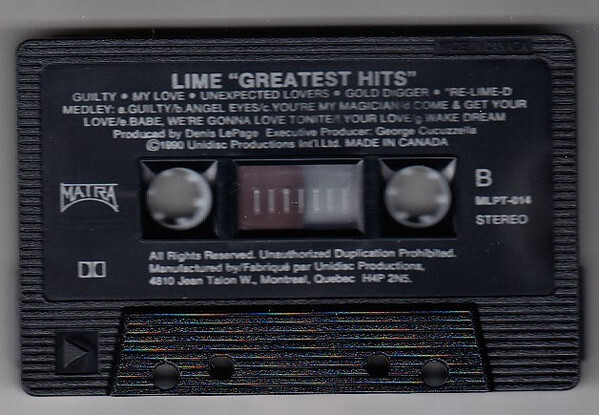 LIME "GREATEST HITS"
GUILTY • MY LOVE • UNEXPECTED LOVERS • GOLD DIGGER • "RE-LIME-D
MEDLEY: a.GUILTY/b.ANGEL EYES/c.YOU'RE MY MAGICIAN/d COME & GET YOUR
LOVE/e.BABE, WE'RE GONNA LOVE TONITE/f.YOUR LOVE/g WAKE DREAM
Produced by Denis LePage Executive Producer: George Cucuzzella
©1990 Unidisc Productions Int'l Ltd. MADE IN CANADA
MATRA
B
MLPT-014
STEREO
All Rights Reserved. Unauthorized Duplication Prohibited.
Manufactured by/Fabriqué par Unidisc Productions,
4810 Jean Talon W., Montreal, Quebec H4P 2N5.